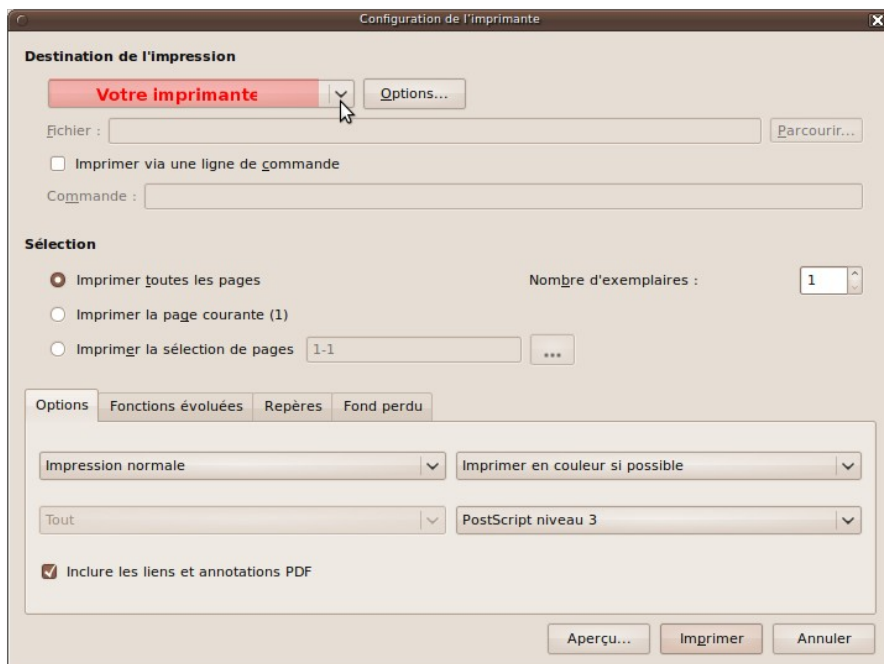 Configuration de l'imprimante
Destination de l'impression
Votre imprimante Options...
Fichier : Parcourir...
Imprimer via une ligne de commande
Commande :
Sélection
Imprimer toutes les pages Nombre d'exemplaires : 1
Imprimer la page courante (1)
Imprimer la sélection de pages 1-1 ...
Options Fonctions évoluées Repères Fond perdu
Impression normale Imprimer en couleur si possible
Tout PostScript niveau 3
Inclure les liens et annotations PDF
Aperçu... Imprimer Annuler